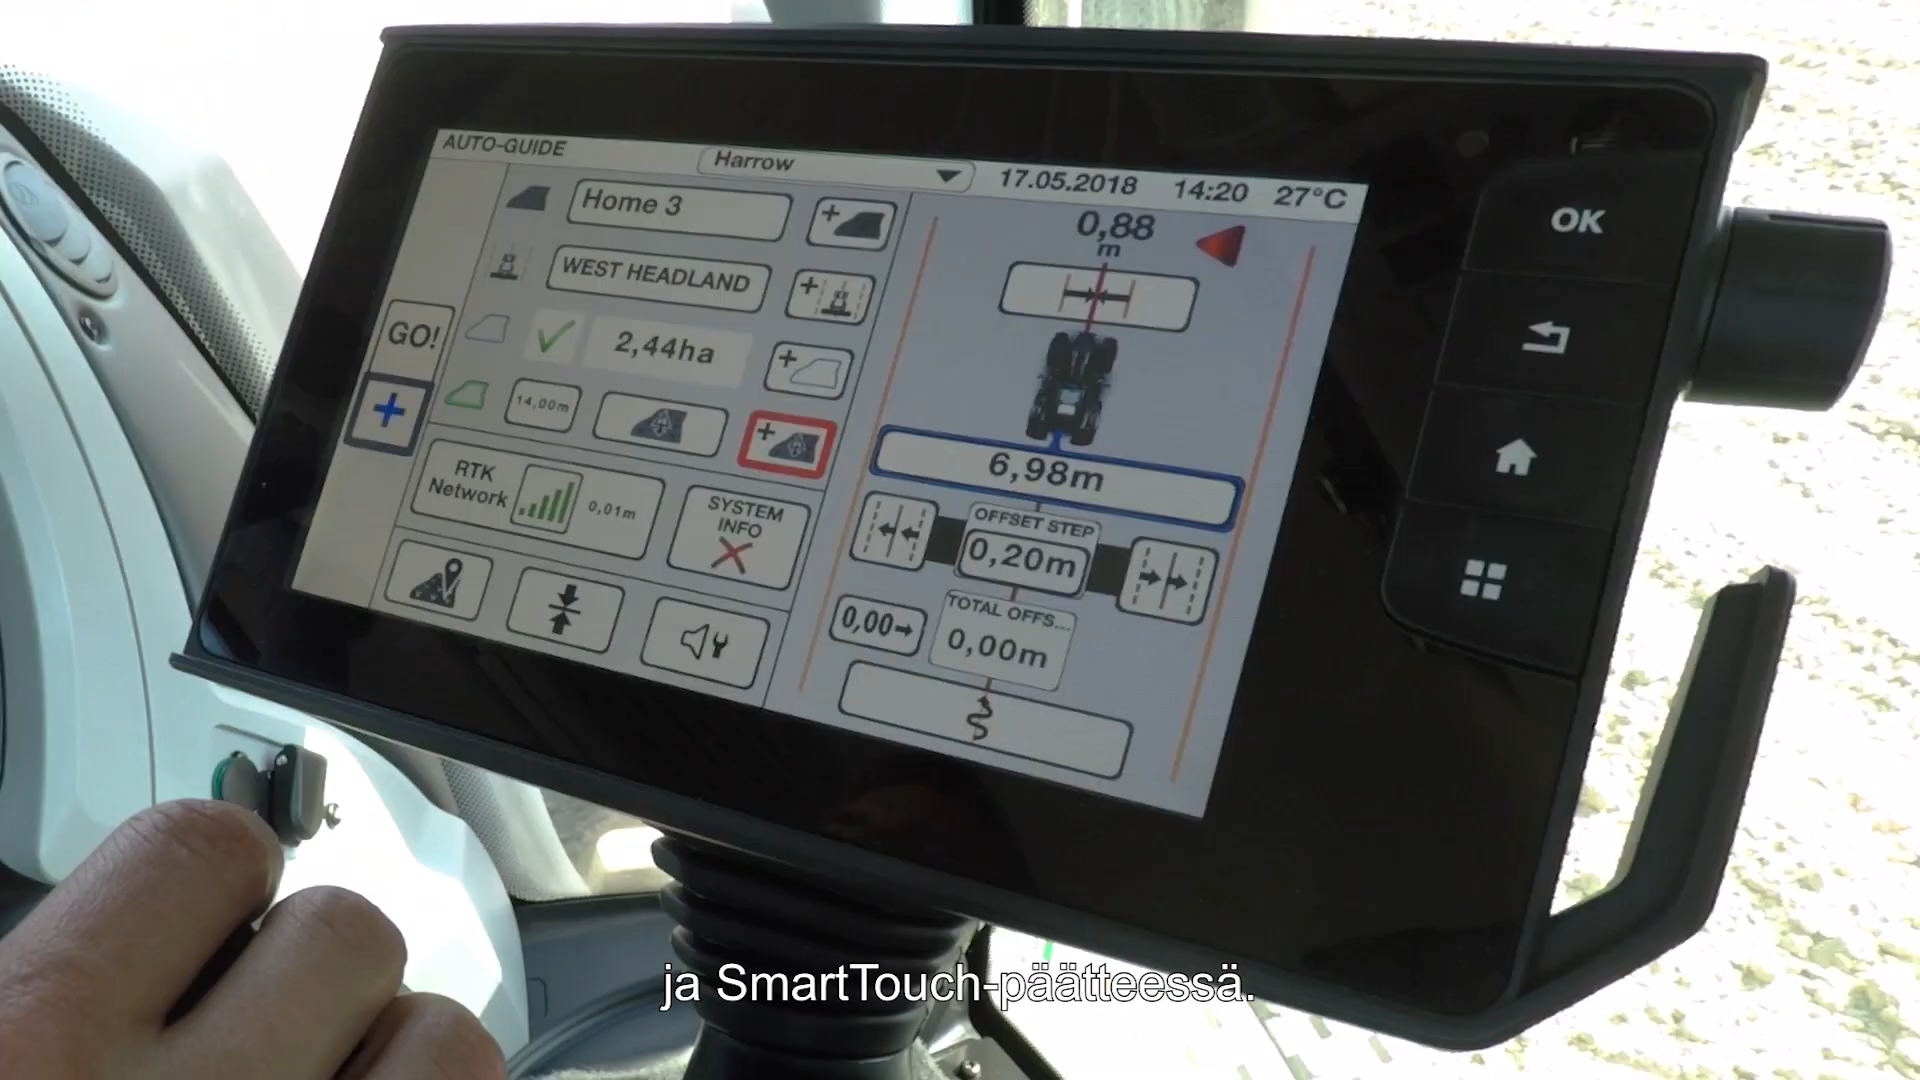 AUTO-GUIDE
Harrow
17.05.2018 14:20 27°C
Home 3
WEST HEADLAND
GO!
2,44ha
14,00m
RTK
Network
0,01m
SYSTEM
INFO
0,88
m
6,98m
OFFSET STEP
0,20m
TOTAL OFFS...
0,00
0,00m
OK
ja SmartTouch-päätteessä.